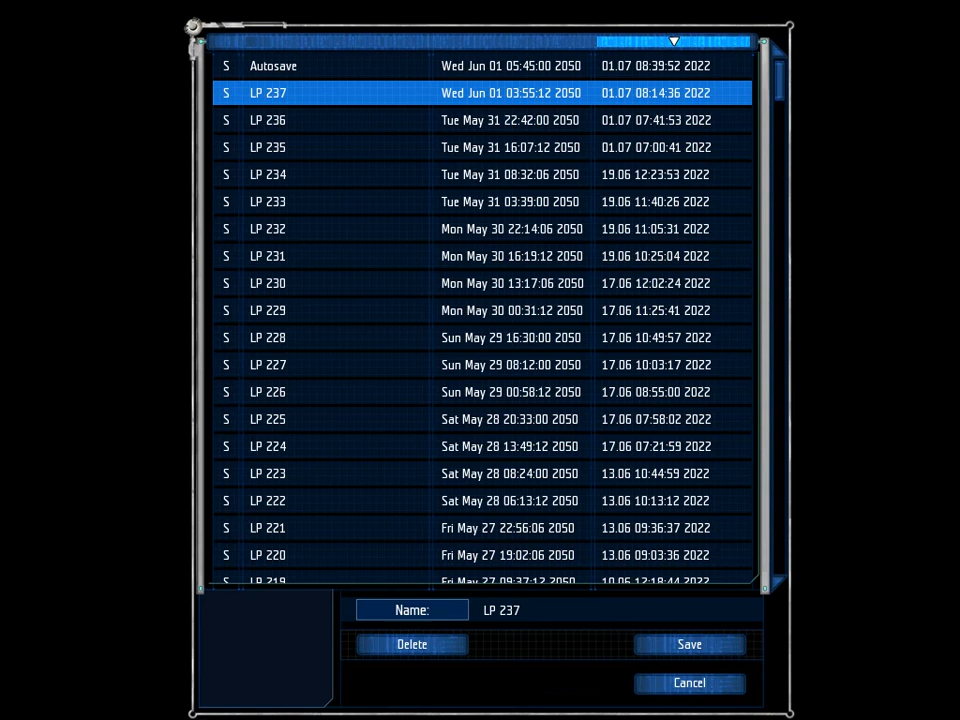 S Autosave Wed Jun 01 05:45:00 2050 01.07 08:39:52 2022
S LP 237 Wed Jun 01 03:55:12 2050 01.07 08:14:36 2022
S LP 236 Tue May 31 22:42:00 2050 01.07 07:41:53 2022
S LP 235 Tue May 31 16:07:12 2050 01.07 07:00:41 2022
S LP 234 Tue May 31 08:32:06 2050 19.06 12:23:53 2022
S LP 233 Tue May 31 03:39:00 2050 19.06 11:40:26 2022
S LP 232 Mon May 30 22:14:06 2050 19.06 11:05:31 2022
S LP 231 Mon May 30 16:19:12 2050 19.06 10:25:04 2022
S LP 230 Mon May 30 13:17:06 2050 17.06 12:02:24 2022
S LP 229 Mon May 30 00:31:12 2050 17.06 11:25:41 2022
S LP 228 Sun May 29 16:30:00 2050 17.06 10:49:57 2022
S LP 227 Sun May 29 08:12:00 2050 17.06 10:03:17 2022
S LP 226 Sun May 29 00:58:12 2050 17.06 08:55:00 2022
S LP 225 Sat May 28 20:33:00 2050 17.06 07:58:02 2022
S LP 224 Sat May 28 13:49:12 2050 17.06 07:21:59 2022
S LP 223 Sat May 28 08:24:00 2050 13.06 10:44:59 2022
S LP 222 Sat May 28 06:13:12 2050 13.06 10:13:12 2022
S LP 221 Fri May 27 22:56:06 2050 13.06 09:36:37 2022
S LP 220 Fri May 27 19:02:06 2050 13.06 09:03:36 2022
S LP 219 Fri May 27 09:37:12 2050 10.06 12:18:44 2022
Name: LP 237
Delete Save
Cancel